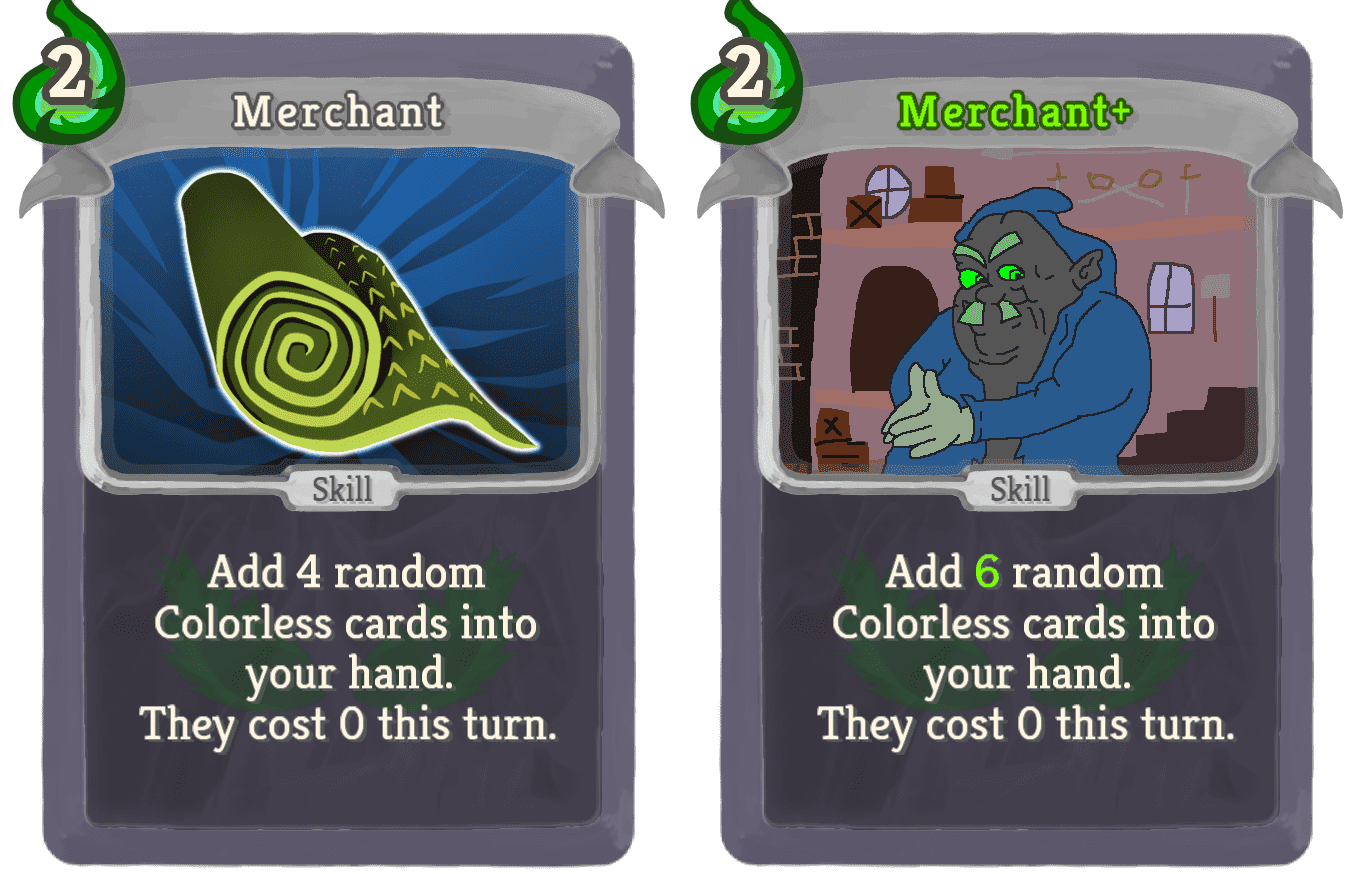 2
Merchant
Skill
Add 4 random
Colorless cards into
your hand.
They cost 0 this turn.
2
Merchant+
Skill
Add 6 random
Colorless cards into
your hand.
They cost 0 this turn.